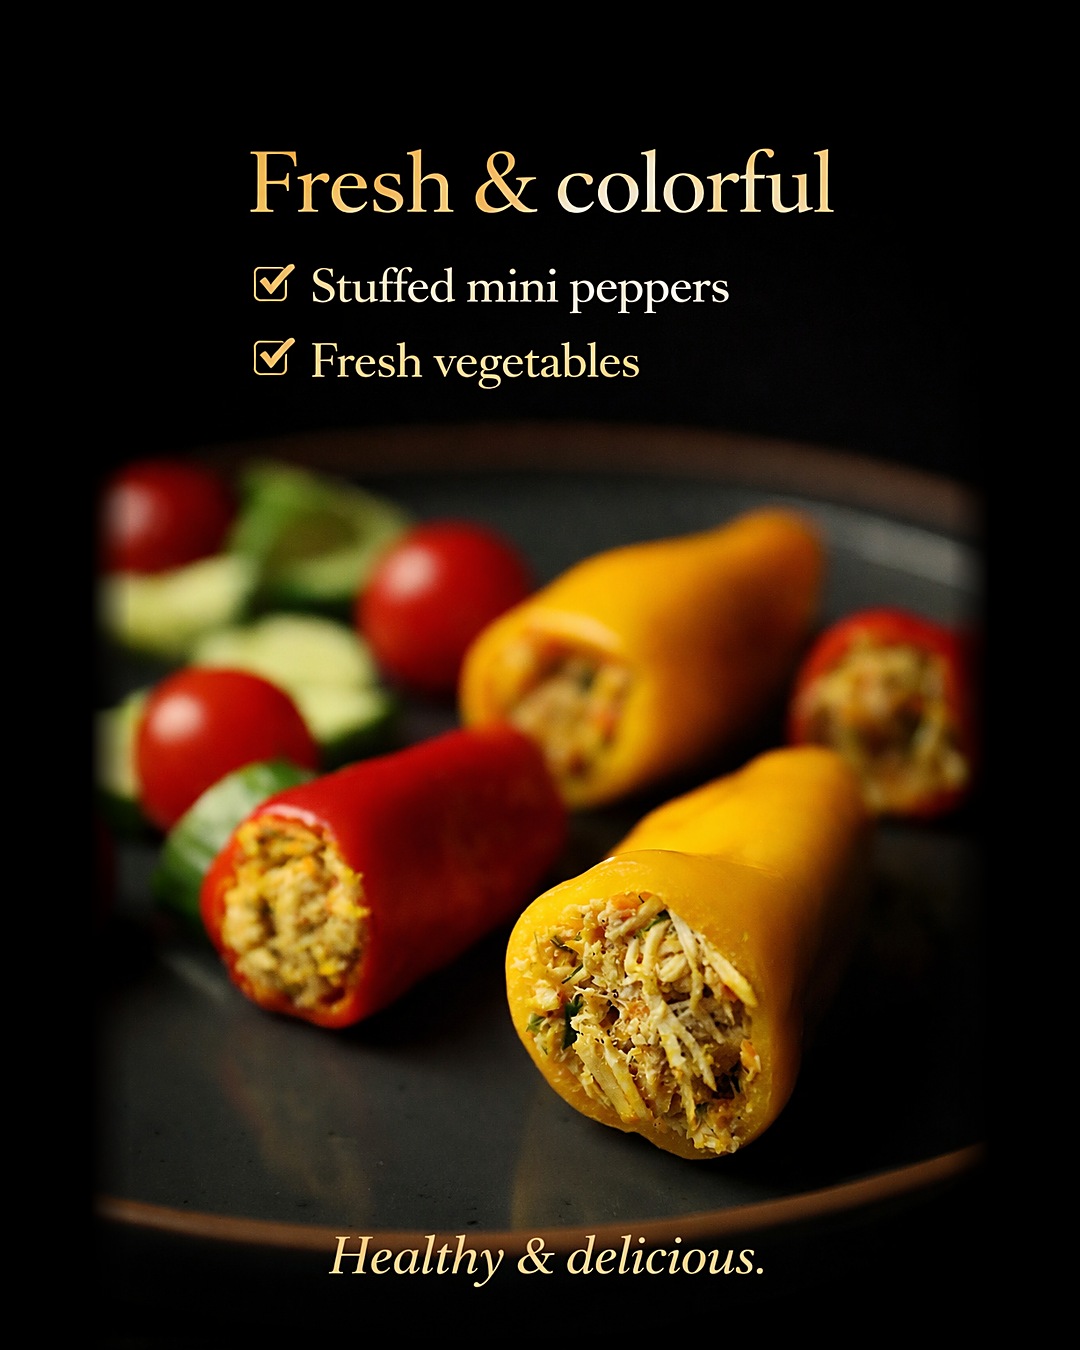 Fresh & colorful
Stuffed mini peppers
Fresh vegetables
Healthy & delicious.